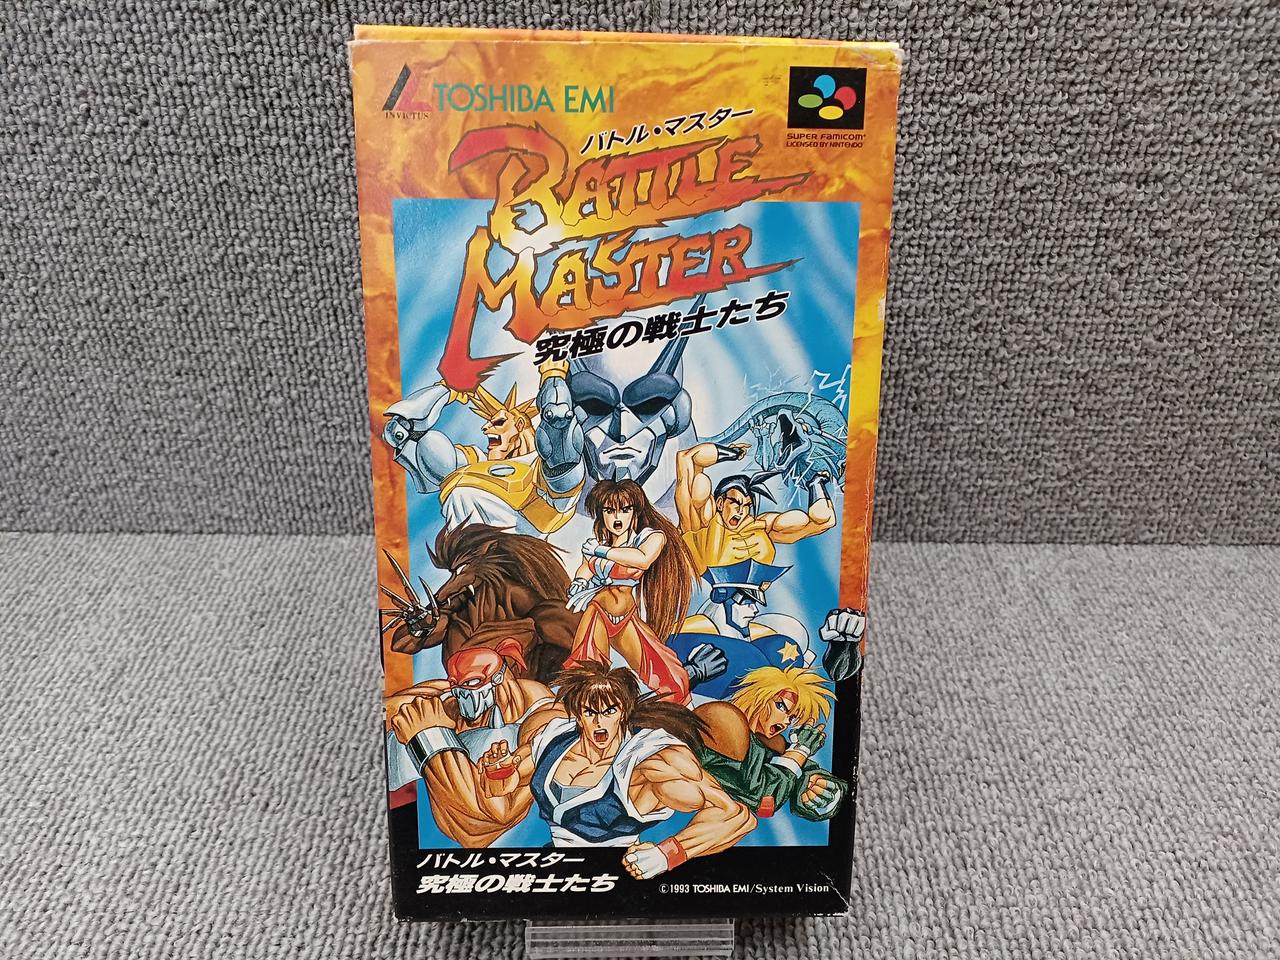 INVICTUS
TOSHIBA EMI
バトル・マスター
BATTLE
MASTER
究極の戦士たち
SUPER FAMICOM
LICENSED BY NINTENDO
バトル・マスター
究極の戦士たち
©1993 TOSHIBA EMI/System Vision